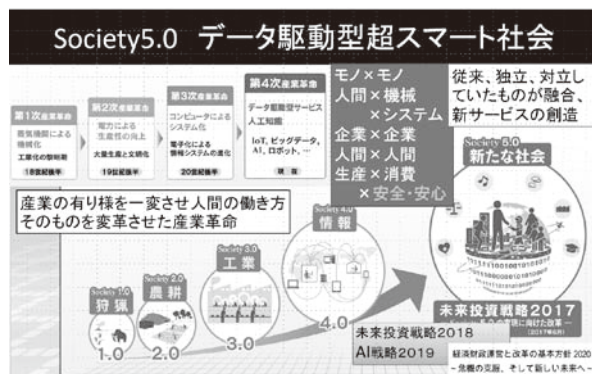 Society5.0 データ駆動型超スマート社会
第1次産業革命
蒸気機関による
機械化
工業化の黎明期
18世紀後半
第2次産業革命
電力による
生産性の向上
大量生産と文明化
19世紀後半
第3次産業革命
コンピュータによる
システム化
電子化による
情報システムの進化
20世紀後半
第4次産業革命
データ駆動型サービス
人工知能
IoT, ビッグデータ,
AI, ロボット, …
現 在
モノ×モノ
人間×機械
×システム
企業×企業
人間×人間
生産×消費
×安全・安心
従来、独立、対立し
ていたものが融合、
新サービスの創造
産業の有り様を一変させ人間の働き方
そのものを変革させた産業革命
Society 1.0
狩猟
1.0
Society 2.0
農耕
2.0
Society 3.0
工業
3.0
Society 4.0
情報
4.0
Society 5.0
新たな社会
未来投資戦略2017
(2017年6月)
未来投資戦略2018
AI戦略2019
経済財政運営と改革の基本方針 2020
~ 危機の克服、そして新しい未来へ ~